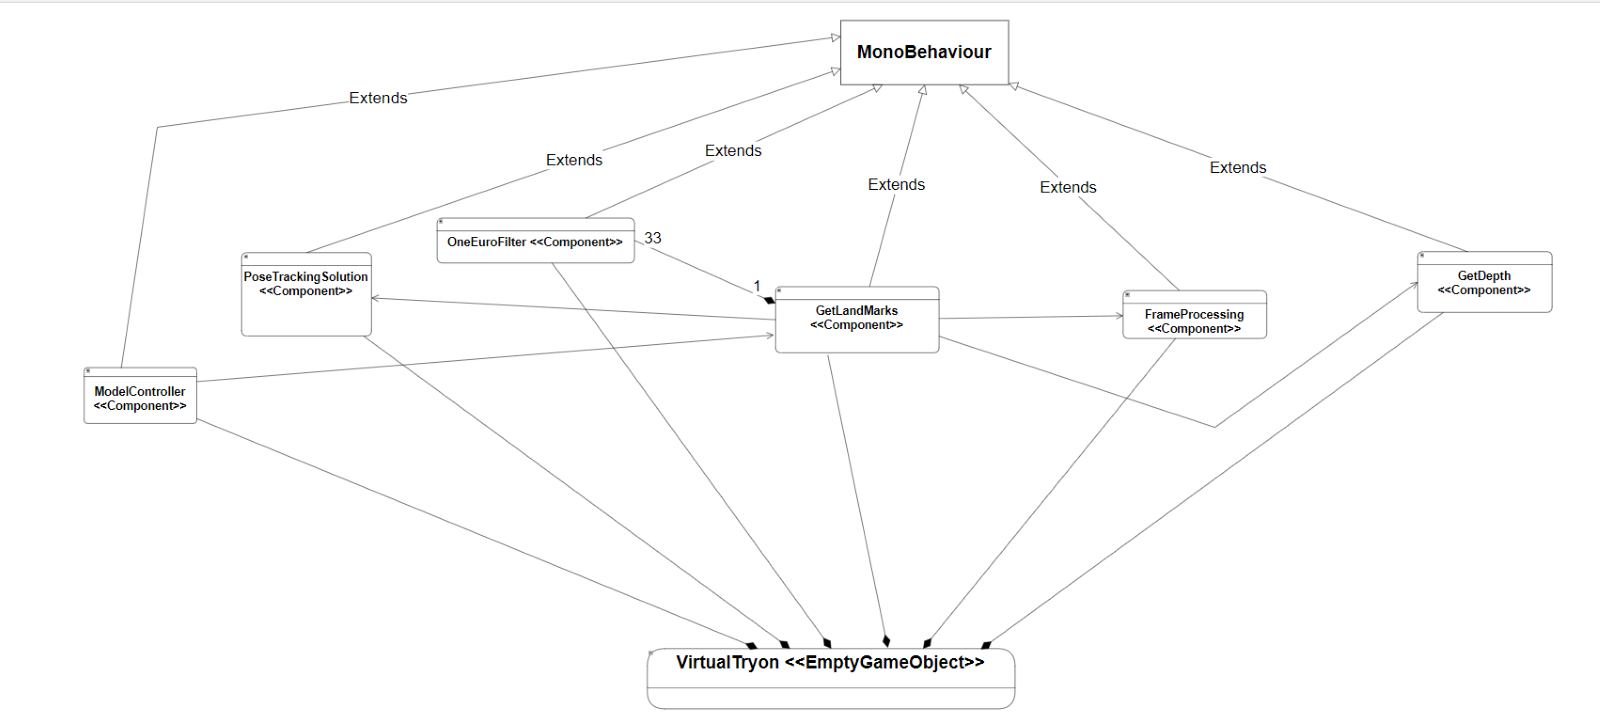 MonoBehaviour
Extends
Extends
Extends
Extends
Extends
Extends
OneEuroFilter <<Component>>
33
1
PoseTrackingSolution
<<Component>>
GetLandMarks
<<Component>>
FrameProcessing
<<Component>>
GetDepth
<<Component>>
ModelController
<<Component>>
VirtualTryon <<EmptyGameObject>>